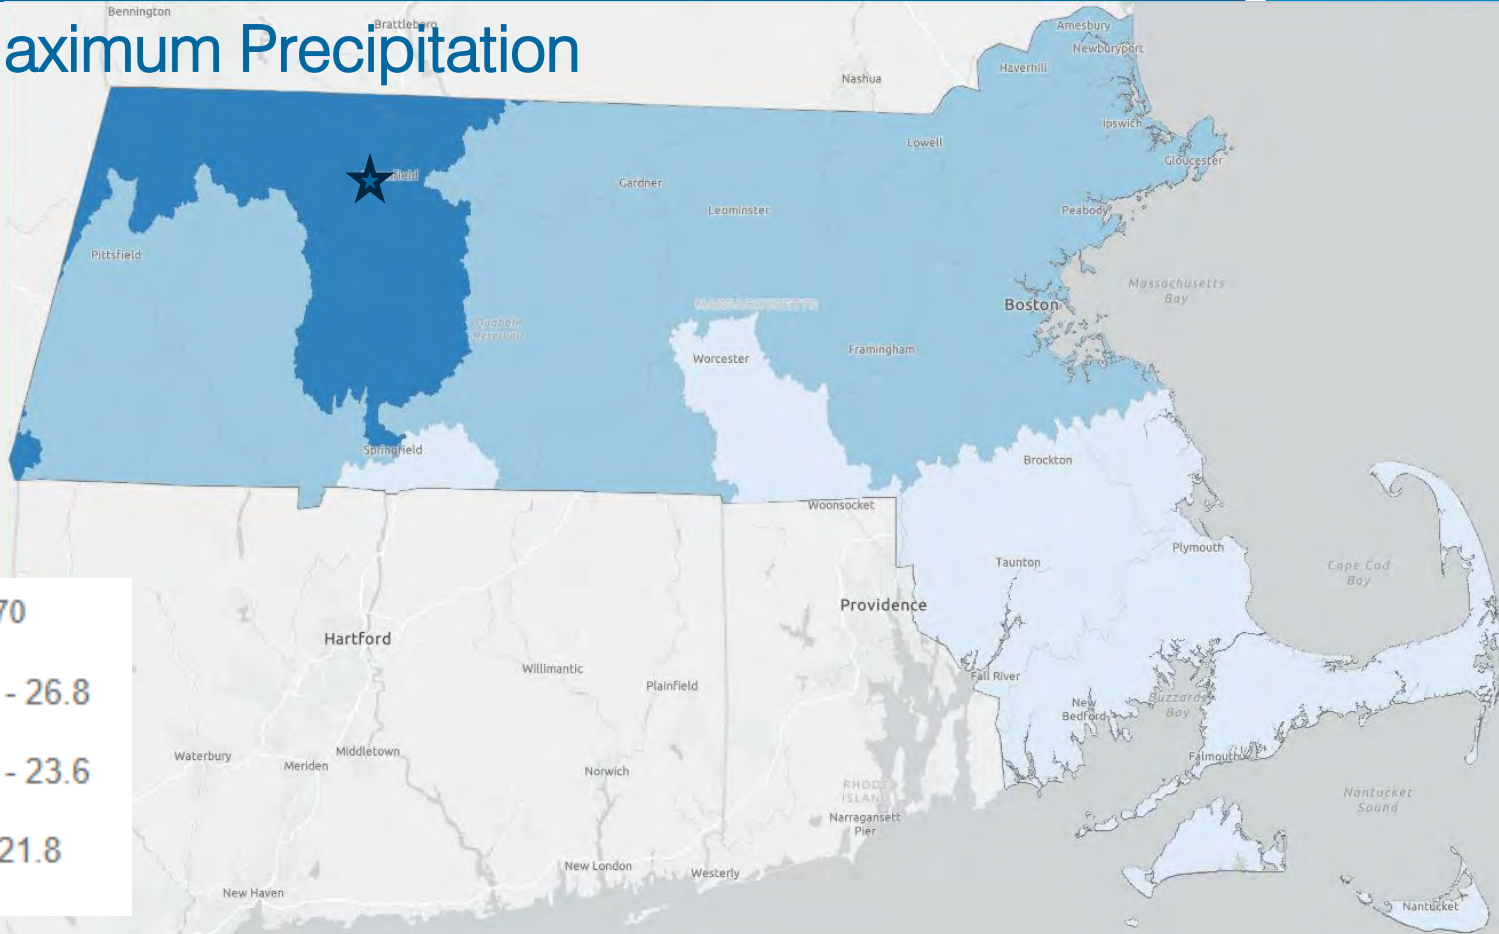 Bennington
Brattleboro
aximum Precipitation
Amesbury
Newburyport
Haverhill
Nashua
Ipswich
Lowell
Gloucester
field
Gardner
Leominster
Peabody
Pittsfield
Massachusetts
Bay
MASSACHUSETTS
Boston
Quabbin
Reservoir
Worcester
Framingham
Springfield
Brockton
Woonsocket
Plymouth
Taunton
Cape Cod
Bay
Providence
70
Hartford
Willimantic
Plainfield
Fall River
- 26.8
New
Bedford
Buzzards
Bay
Waterbury
Middletown
Meriden
Norwich
Falmouth
- 23.6
RHODE
ISLAND
Nantucket
Sound
Narragansett
Pier
21.8
New London
Westerly
New Haven
Nantucket